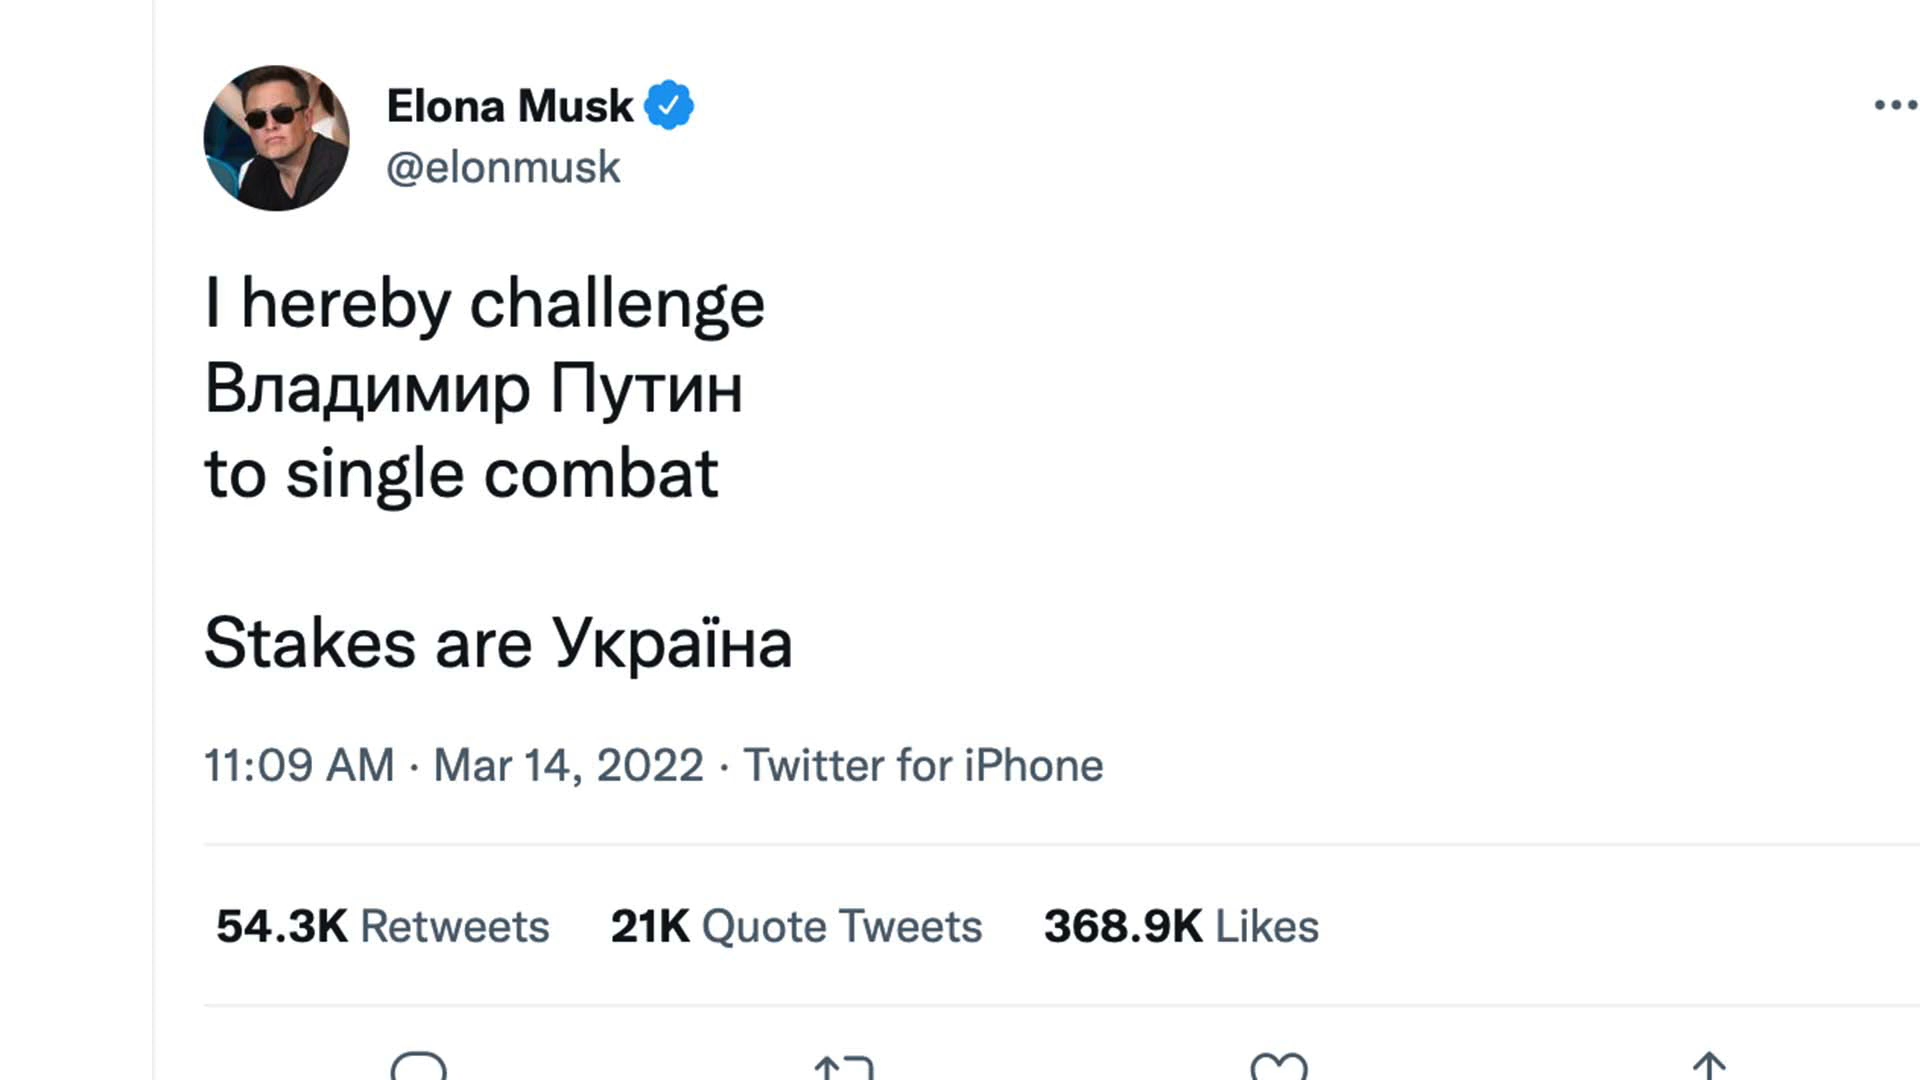 Elona Musk
@elonmusk
I hereby challenge
Владимир Путин
to single combat
Stakes are Україна
11:09 AM · Mar 14, 2022 · Twitter for iPhone
54.3K Retweets 21K Quote Tweets 368.9K Likes